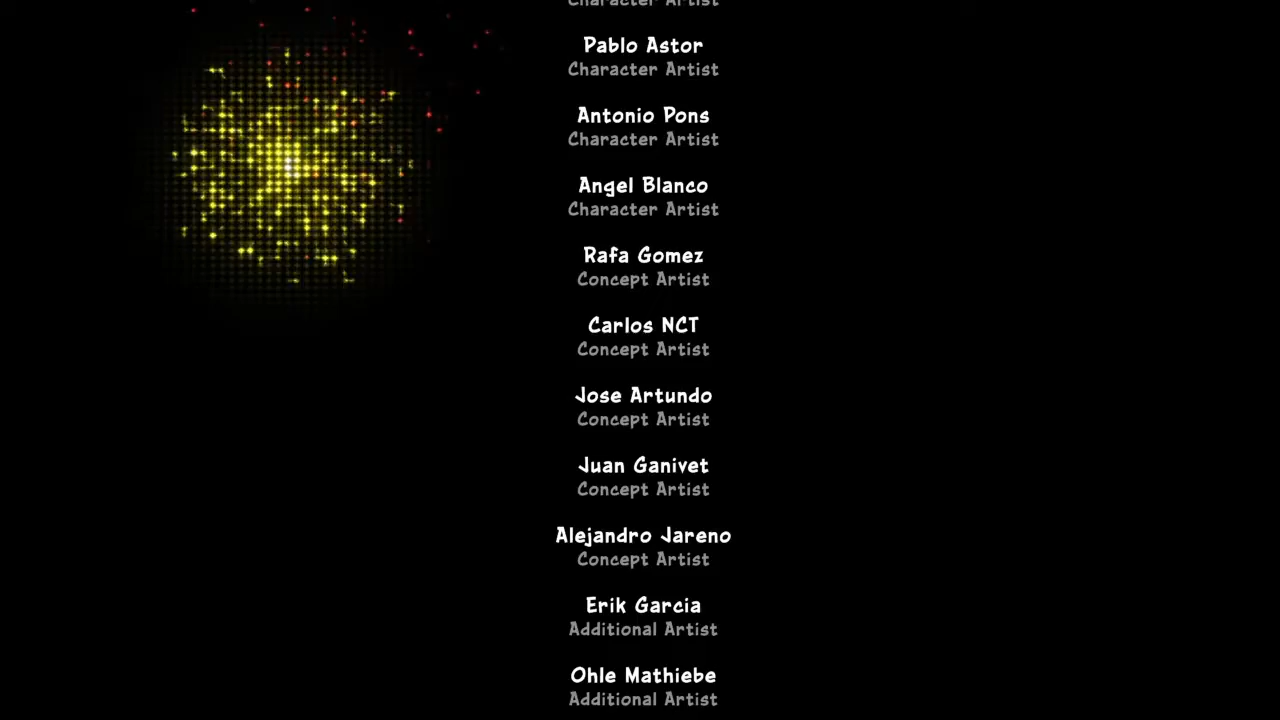 Character Artist
Pablo Astor
Character Artist
Antonio Pons
Character Artist
Angel Blanco
Character Artist
Rafa Gomez
Concept Artist
Carlos NCT
Concept Artist
Jose Artundo
Concept Artist
Juan Ganivet
Concept Artist
Alejandro Jareno
Concept Artist
Erik Garcia
Additional Artist
Ohle Mathiebe
Additional Artist